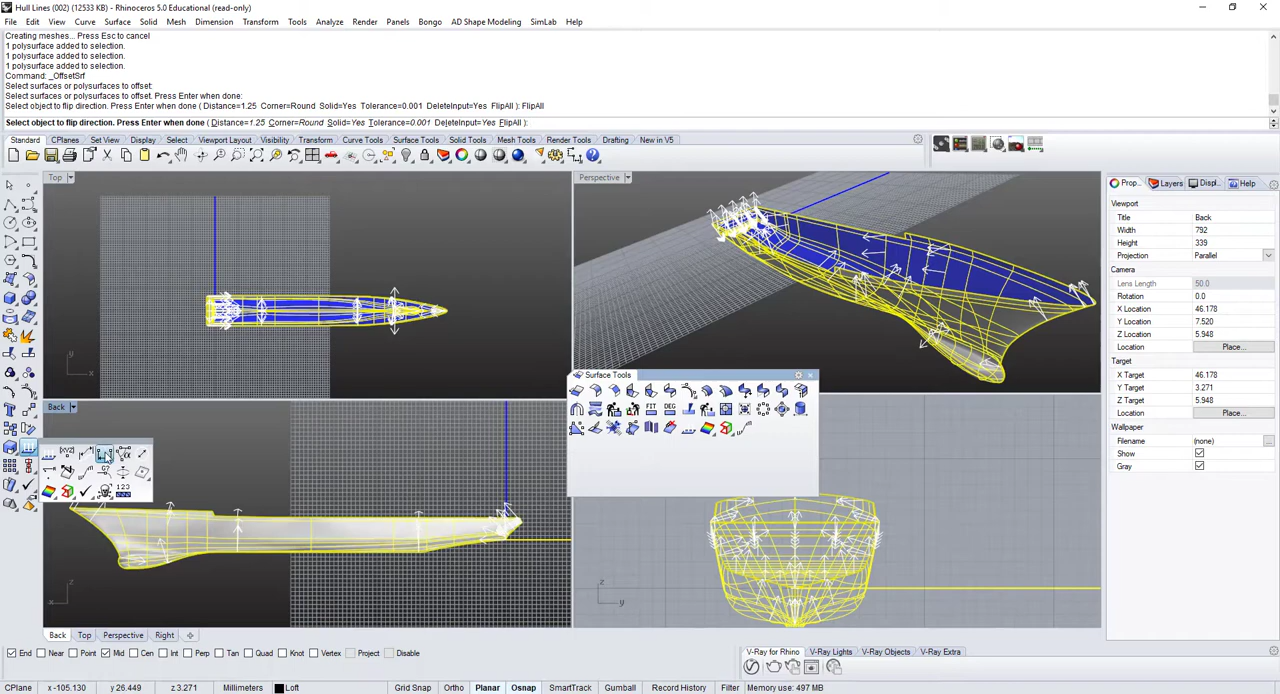 Hull Lines (002) (12533 KB) - Rhinoceros 5.0 Educational (read-only)
File Edit View Curve Surface Solid Mesh Dimension Transform Tools Analyze Render Panels Bongo AD Shape Modeling SimLab Help
Creating meshes... Press Esc to cancel
1 polysurface added to selection.
1 polysurface added to selection.
1 polysurface added to selection.
Command: _OffsetSrf
Select surfaces or polysurfaces to offset:
Select surfaces or polysurfaces to offset. Press Enter when done:
Select object to flip direction. Press Enter when done (Distance=1.25 Corner=Round Solid=Yes Tolerance=0.001 DeleteInput=Yes FlipAll ): FlipAll
Select object to flip direction. Press Enter when done ( Distance=1.25 Corner=Round Solid=Yes Tolerance=0.001 DeleteInput=Yes FlipAll ):
Standard CPlanes Set View Display Select Viewport Layout Visibility Transform Curve Tools Surface Tools Solid Tools Mesh Tools Render Tools Drafting New in V5
Top
Perspective
Prop... Layers Displ... Help
Viewport
Title Back
Width 792
Height 339
Projection Parallel
Camera
Lens Length 50.0
Rotation 0.0
X Location 46.178
Y Location 7.520
Z Location 5.948
Location Place...
Target
X Target 46.178
Y Target 3.271
Z Target 5.948
Location Place...
Wallpaper
Filename (none)
Show
Gray
y
x
Surface Tools
FIT DEG
Back
(XYZ)
G?
123
z
x
z
y
Back Top Perspective Right
End Near Point Mid Cen Int Perp Tan Quad Knot Vertex Project Disable
V-Ray for Rhino V-Ray Lights V-Ray Objects V-Ray Extra
CPlane x -105.130 y 26.449 z 3.271 Millimeters Loft Grid Snap Ortho Planar Osnap SmartTrack Gumball Record History Filter Memory use: 497 MB